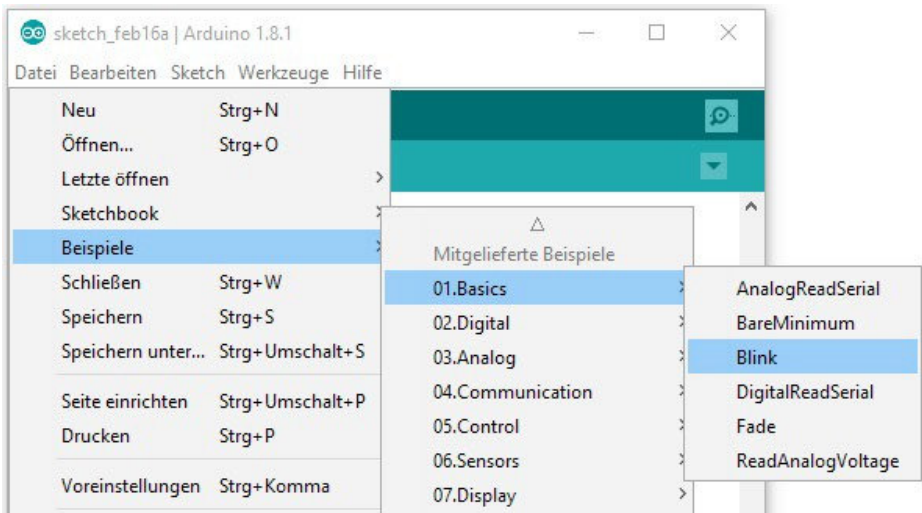 sketch_feb16a | Arduino 1.8.1
Datei Bearbeiten Sketch Werkzeuge Hilfe
Neu Strg+N
Öffnen... Strg+O
Letzte öffnen
Sketchbook
Beispiele
Schließen Strg+W
Speichern Strg+S
Speichern unter... Strg+Umschalt+S
Seite einrichten Strg+Umschalt+P
Drucken Strg+P
Voreinstellungen Strg+Komma
Mitgelieferte Beispiele
01.Basics
02.Digital
03.Analog
04.Communication
05.Control
06.Sensors
07.Display
AnalogReadSerial
BareMinimum
Blink
DigitalReadSerial
Fade
ReadAnalogVoltage